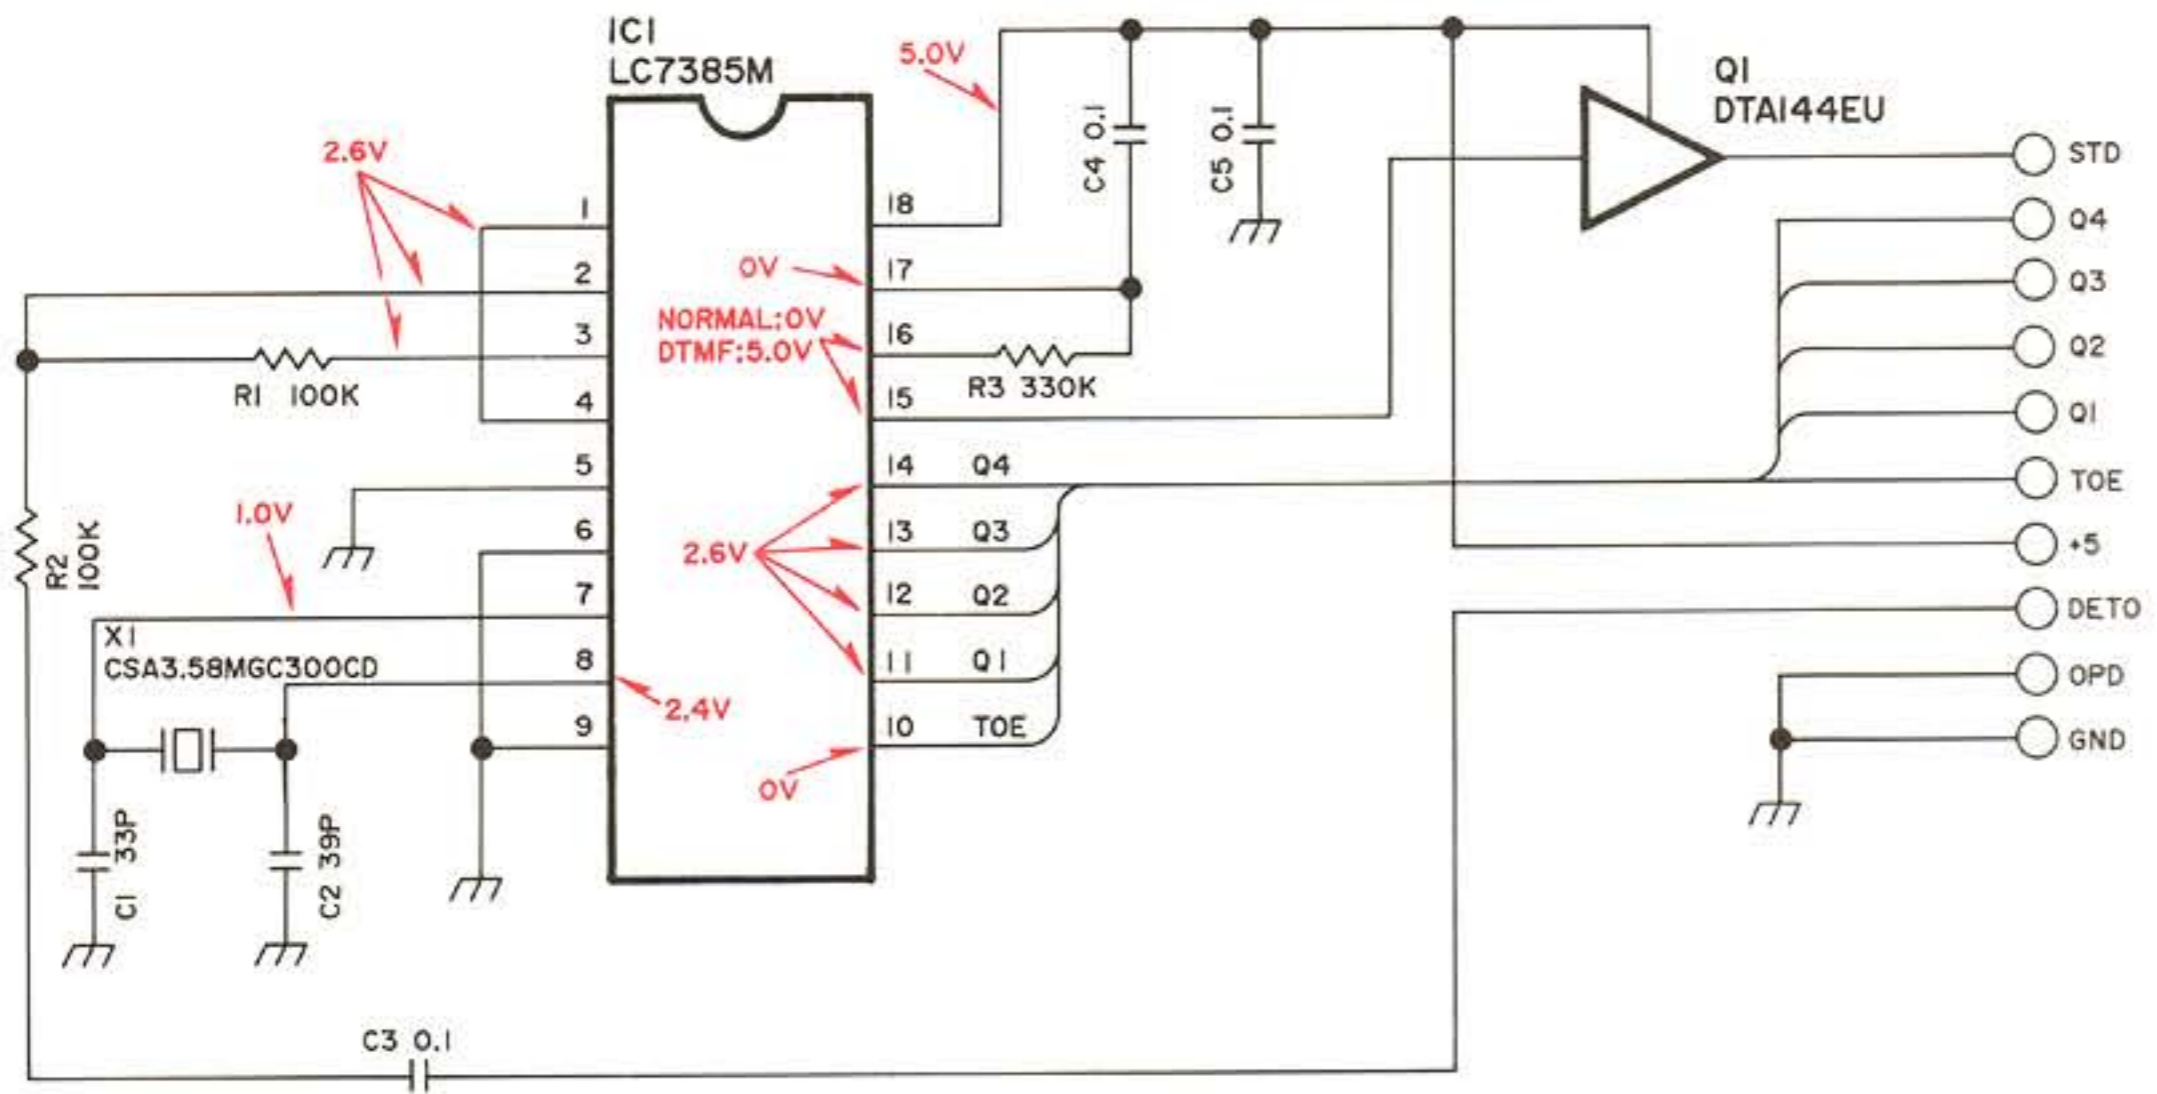 IC1
LC7385M
5.0V
Q1
DTA144EU
2.6V
C4 0.1
C5 0.1
STD
Q4
Q3
Q2
Q1
TOE
+5
DETO
OPD
GND
1
2
3
4
5
6
7
8
9
18
17
16
15
14 Q4
13 Q3
12 Q2
11 Q1
10 TOE
0V
NORMAL:0V
DTMF:5.0V
R1 100K
R3 330K
R2
100K
1.0V
2.6V
X1
CSA3.58MGC300CD
2.4V
0V
C1 33P
C2 39P
C3 0.1